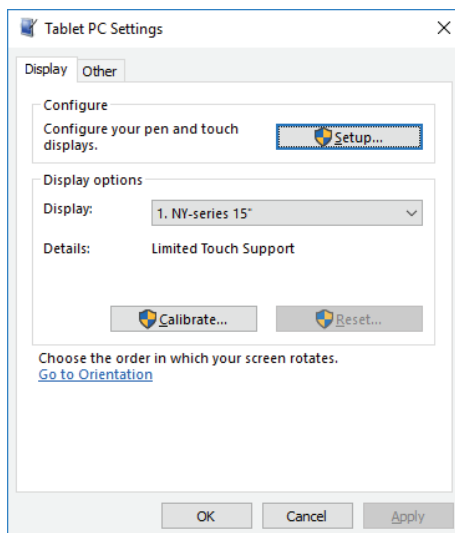 Tablet PC Settings
Display
Other
Configure
Configure your pen and touch
displays.
Setup...
Display options
Display:
1. NY-series 15"
Details:
Limited Touch Support
Calibrate...
Reset...
Choose the order in which your screen rotates.
Go to Orientation
OK
Cancel
Apply